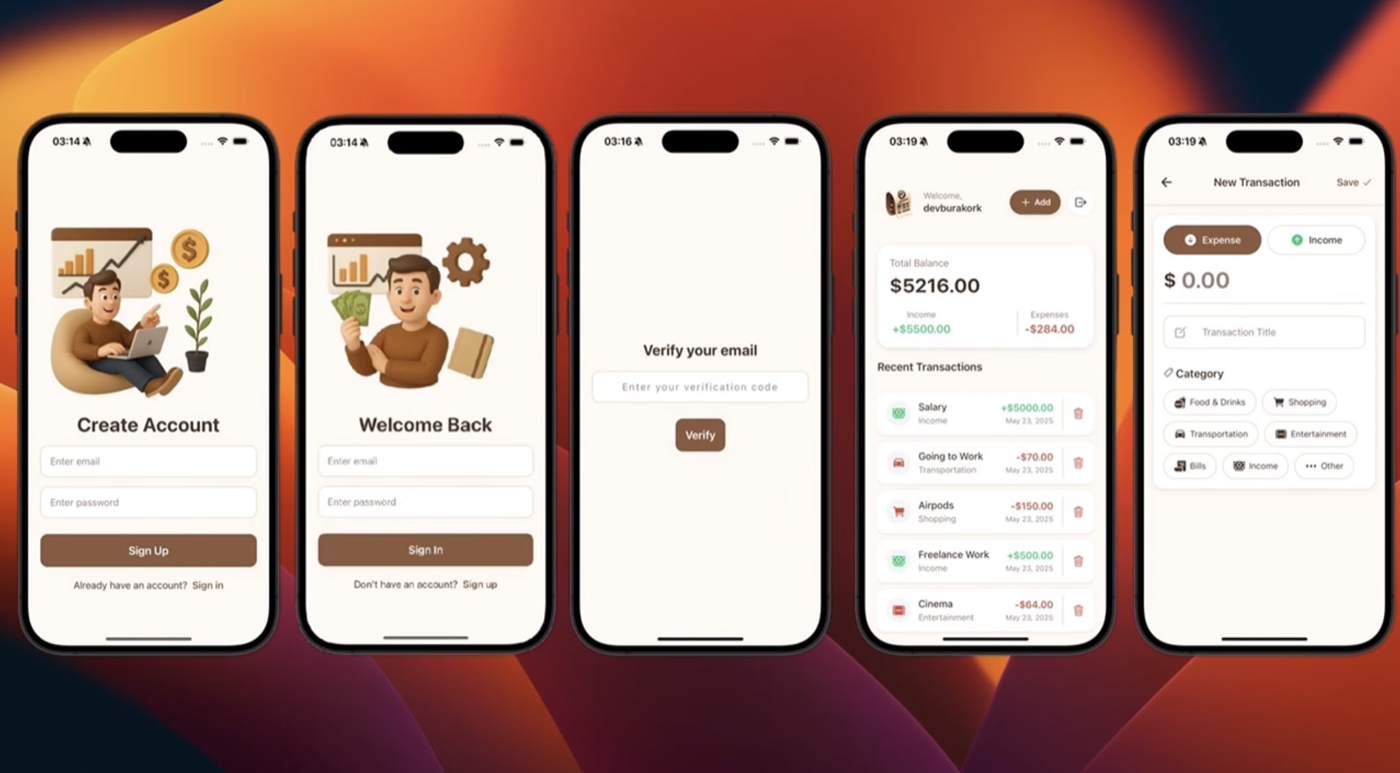 03:14
Create Account
Enter email
Enter password
Sign Up
Already have an account? Sign in
03:14
Welcome Back
Enter email
Enter password
Sign In
Don't have an account? Sign up
03:16
Verify your email
Enter your verification code
Verify
03:19
Welcome,
devburakork
+ Add
Total Balance
$5216.00
Income Expenses
+$5500.00 -$284.00
Recent Transactions
Salary +$5000.00
Income May 23, 2025
Going to Work -$70.00
Transportation May 23, 2025
Airpods -$150.00
Shopping May 23, 2025
Freelance Work +$500.00
Income May 23, 2025
Cinema -$64.00
Entertainment May 23, 2025
03:19
New Transaction Save
Expense Income
$ 0.00
Transaction Title
Category
Food & Drinks Shopping
Transportation Entertainment
Bills Income Other